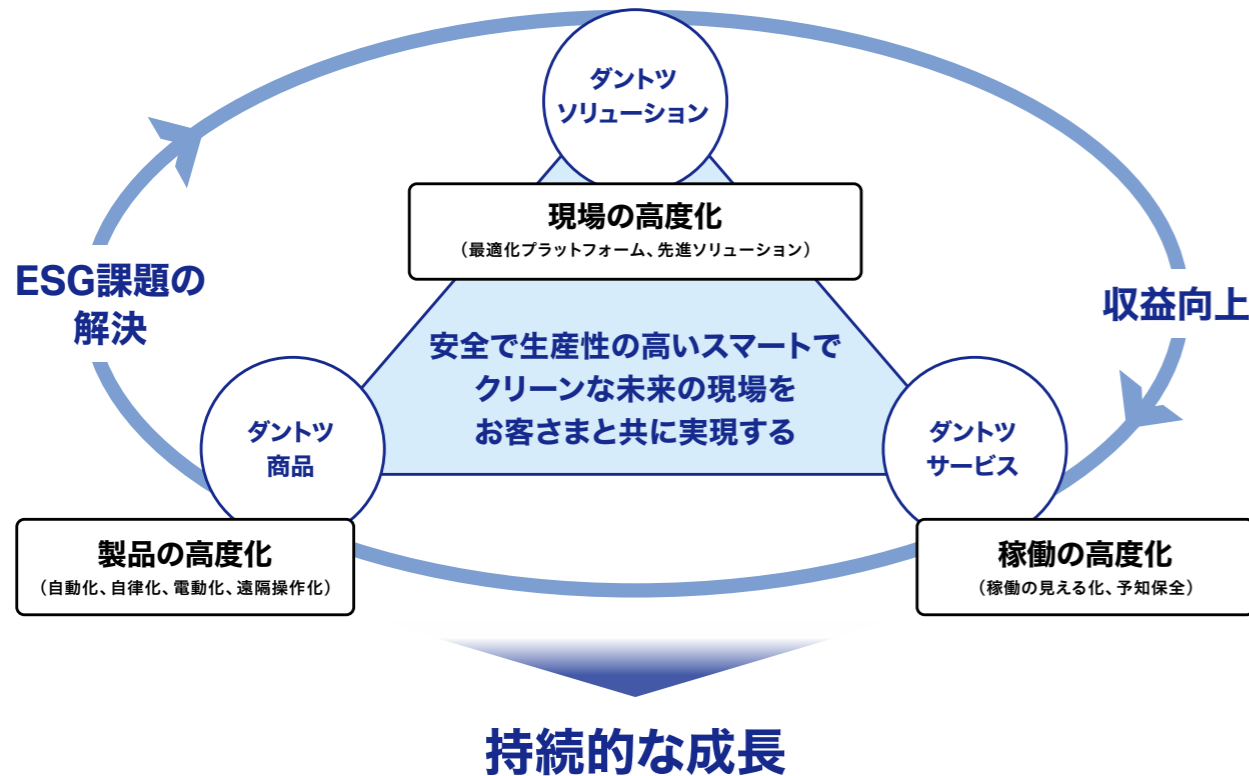 ダントツ
ソリューション
現場の高度化
（最適化プラットフォーム、先進ソリューション）
ESG課題の
解決
収益向上
安全で生産性の高いスマートで
クリーンな未来の現場を
お客さまと共に実現する
ダントツ
商品
ダントツ
サービス
製品の高度化
（自動化、自律化、電動化、遠隔操作化）
稼働の高度化
（稼働の見える化、予知保全）
持続的な成長